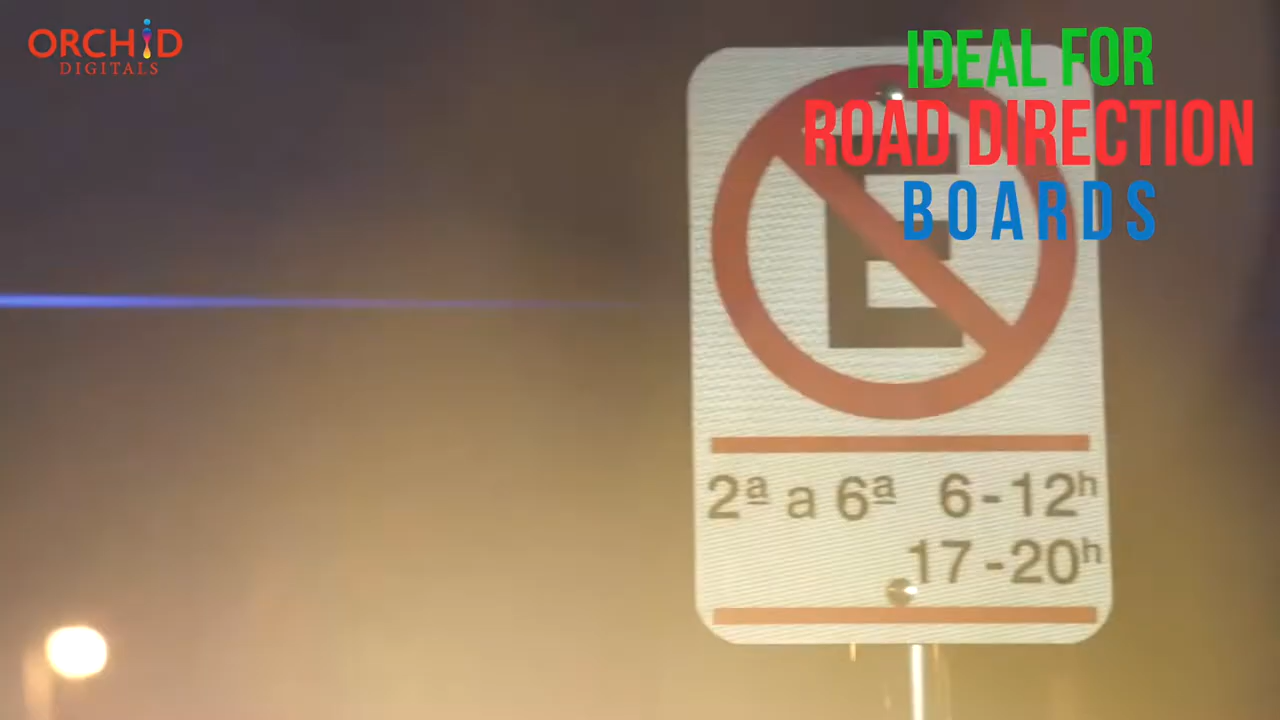 ORCHiD
DIGITALS
IDEAL FOR
ROAD DIRECTION
BOARDS
E
2ª a 6ª 6-12h
17-20h